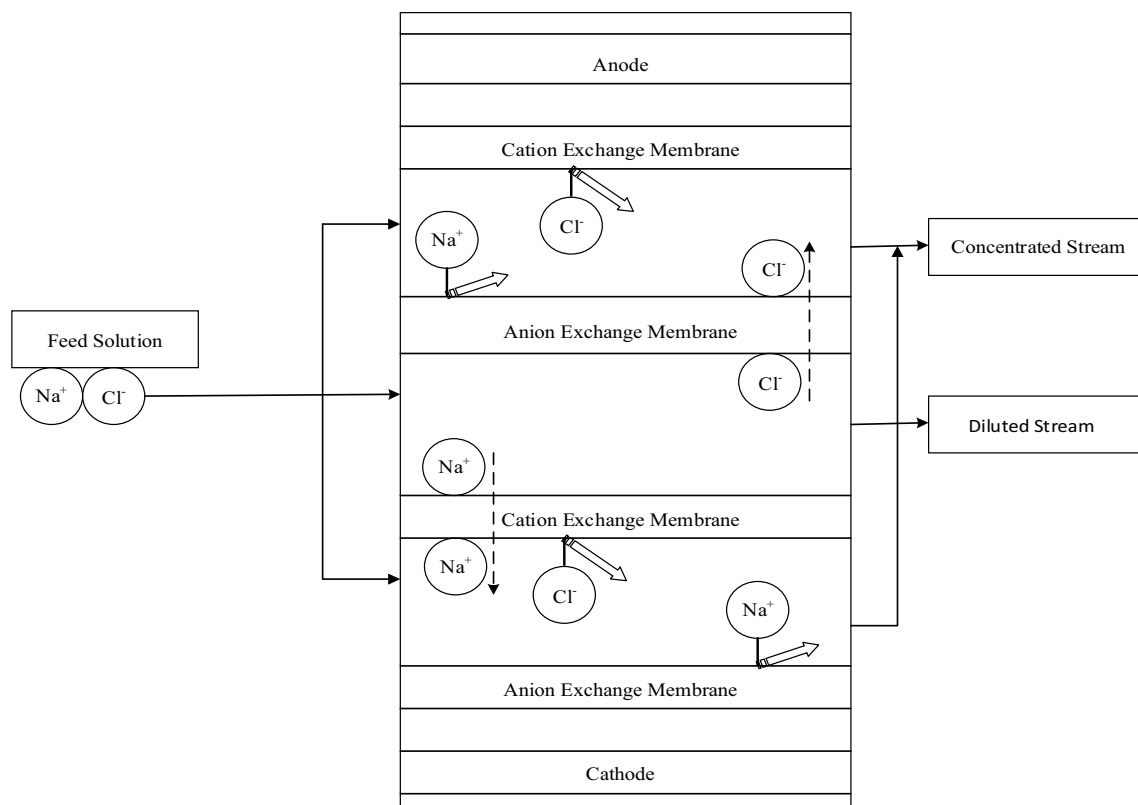 Anode
Cation Exchange Membrane
Cl⁻
Na⁺
Cl⁻
Concentrated Stream
Anion Exchange Membrane
Feed Solution
Na⁺ Cl⁻
Cl⁻
Diluted Stream
Na⁺
Cation Exchange Membrane
Na⁺
Cl⁻
Na⁺
Anion Exchange Membrane
Cathode